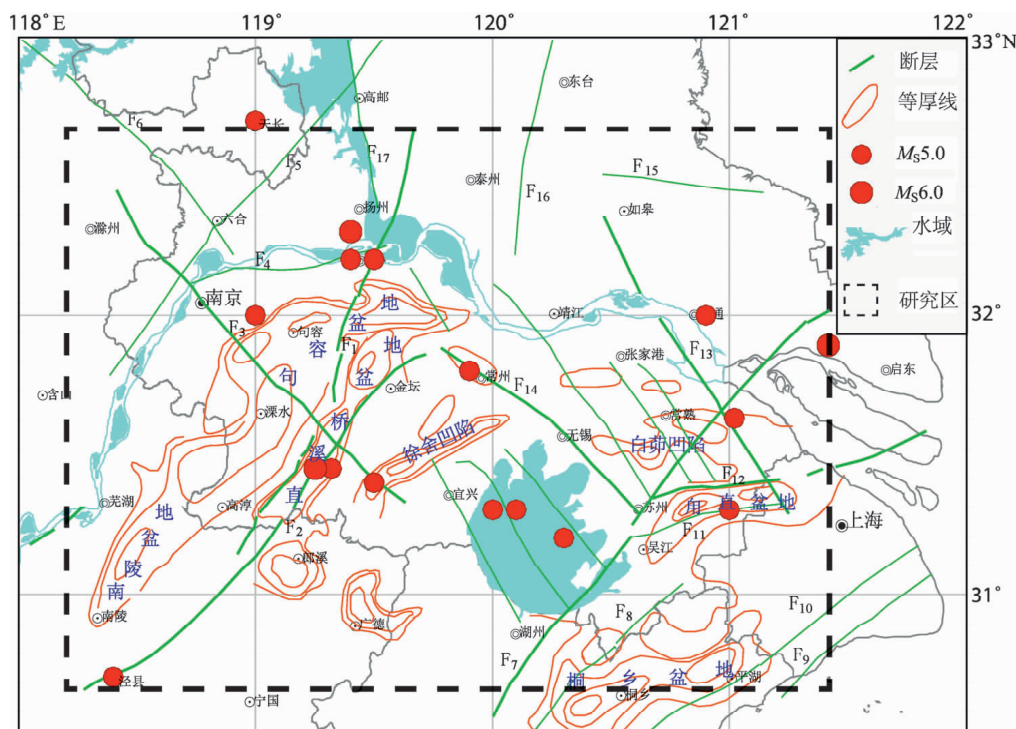 118°E
119°
120°
121°
122°
33°N
32°
31°
断层
等厚线
MS5.0
MS6.0
水域
研究区
东台
高邮
天长
F6
F5
F17
F15
F16
泰州
如皋
扬州
六合
滁州
F4
南京
F3
句容
F1
句容盆地
直溪桥盆地
金坛
溧水
靖江
张家港
F13
通
启东
常州
F14
常熟
白茹凹陷
无锡
徐舍凹陷
宜兴
芜湖
高淳
南陵盆地
F2
郎溪
南陵
广德
泾县
宁国
F12
苏州
甪直盆地
F11
吴江
上海
F8
F10
F9
湖州
F7
桐乡盆地
平湖
桐乡